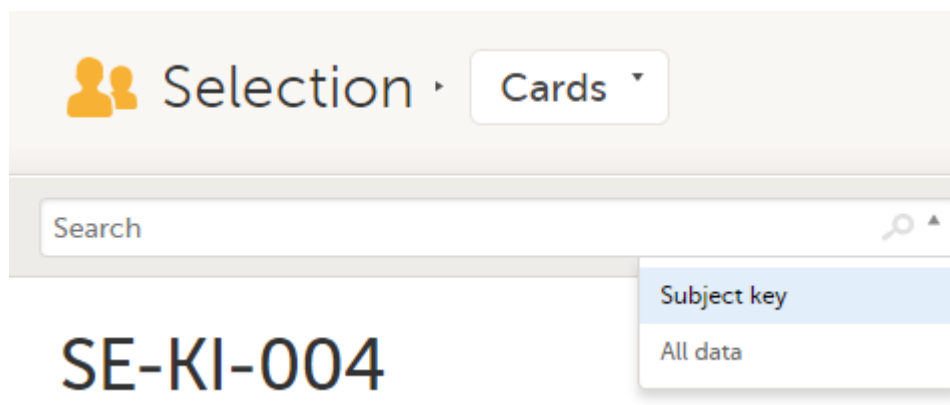 Selection Cards
Search
Subject key
All data
SE-KI-004